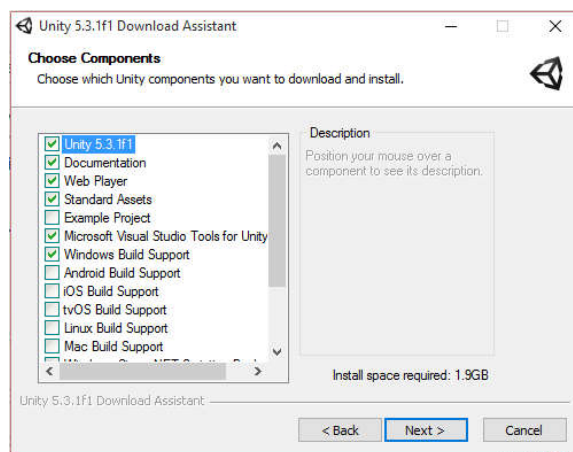 Unity 5.3.1f1 Download Assistant
Choose Components
Choose which Unity components you want to download and install.
Unity 5.3.1f1
Documentation
Web Player
Standard Assets
Example Project
Microsoft Visual Studio Tools for Unity
Windows Build Support
Android Build Support
iOS Build Support
tvOS Build Support
Linux Build Support
Mac Build Support
Description
Position your mouse over a
component to see its description.
Install space required: 1.9GB
Unity 5.3.1f1 Download Assistant
< Back
Next >
Cancel